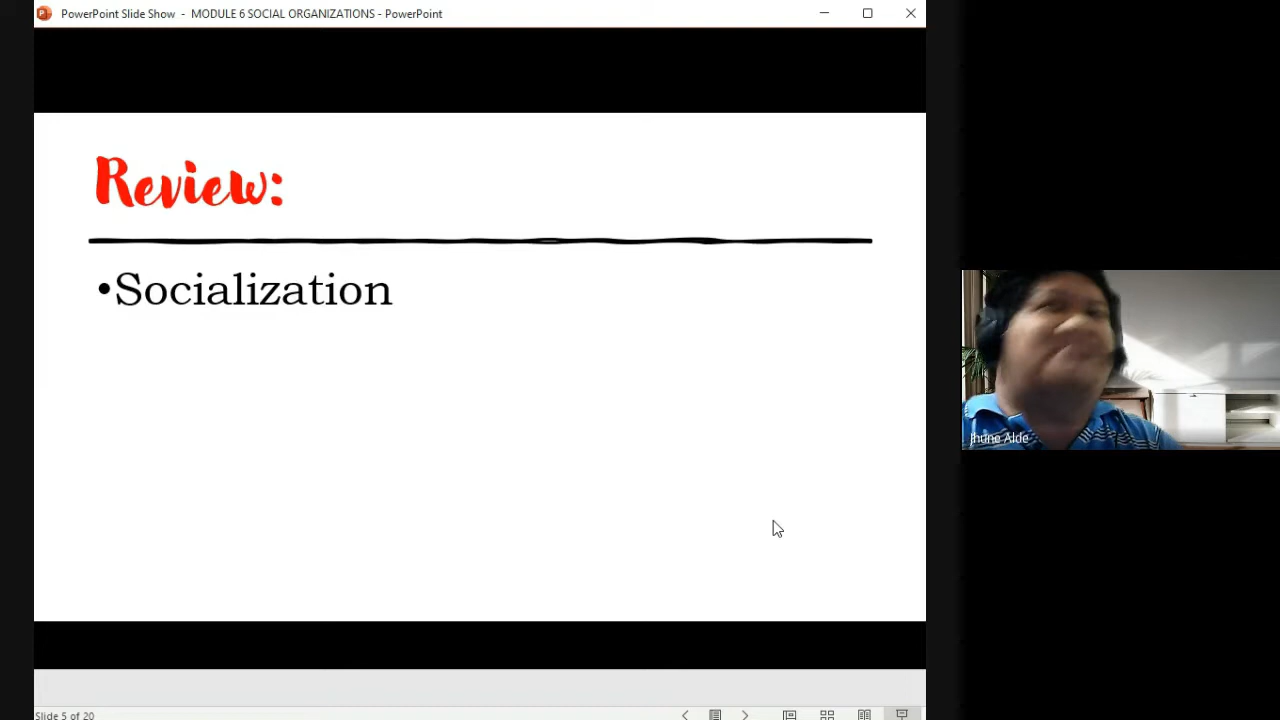 PowerPoint Slide Show - MODULE 6 SOCIAL ORGANIZATIONS - PowerPoint
Review:
•Socialization
Jhune Alde
Slide 5 of 20